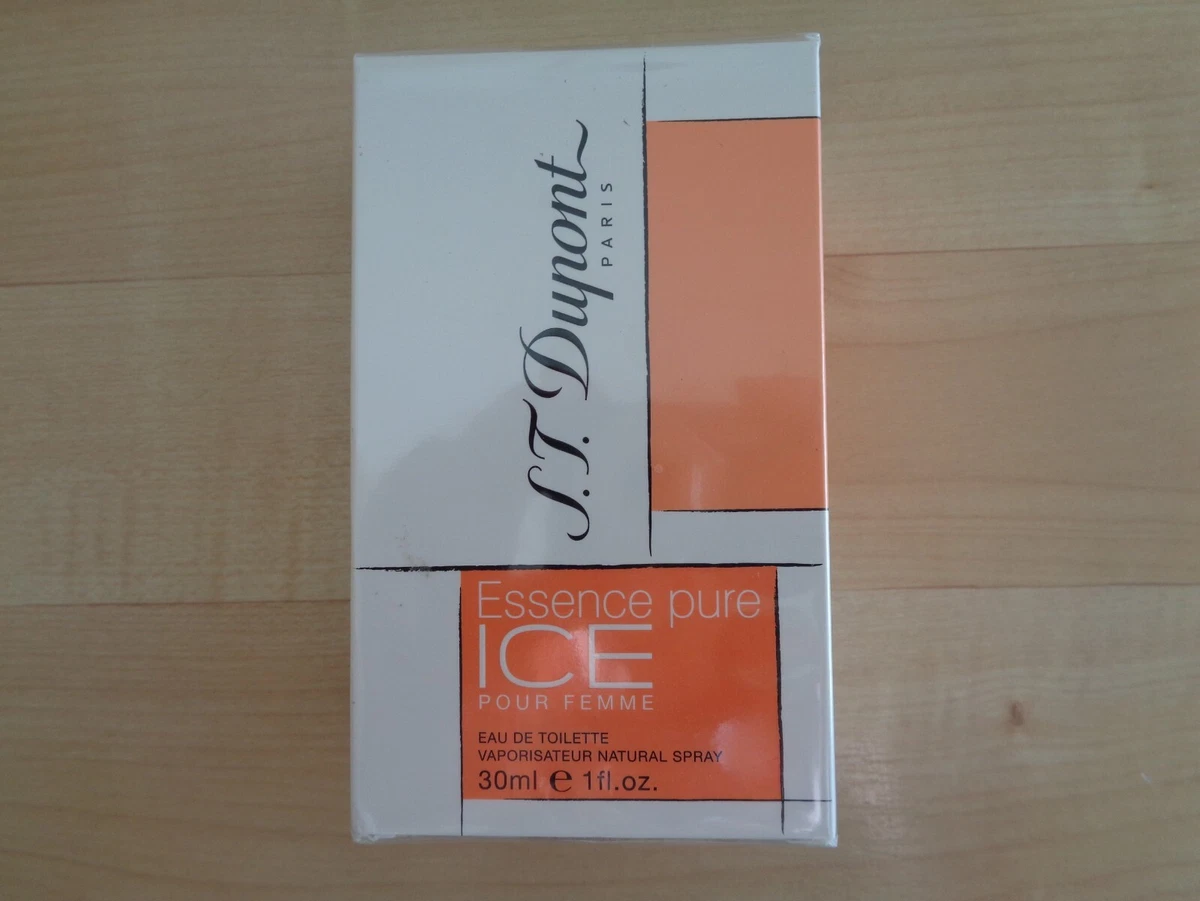 S.T. Dupont
PARIS
Essence pure
ICE
POUR FEMME
EAU DE TOILETTE
VAPORISATEUR NATURAL SPRAY
30ml ℮ 1fl.oz.